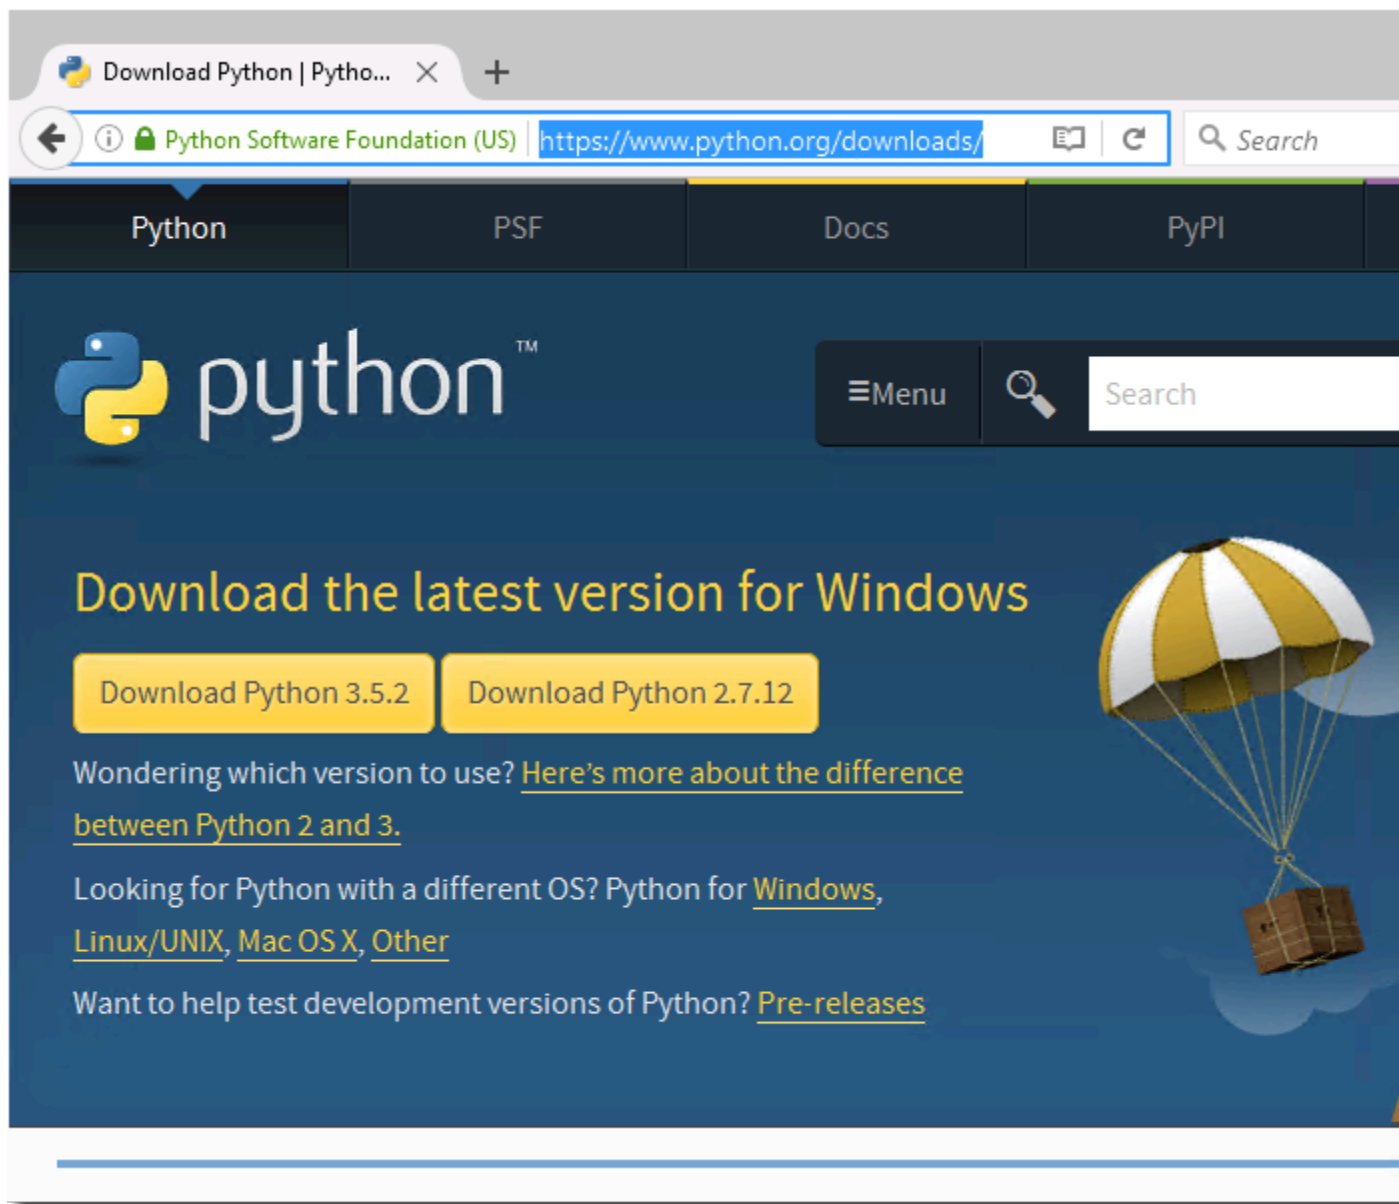 Download Python | Pytho...
Python Software Foundation (US) https://www.python.org/downloads/ Search
Python PSF Docs PyPI
python™
≡Menu Search
Download the latest version for Windows
Download Python 3.5.2 Download Python 2.7.12
Wondering which version to use? Here’s more about the difference
between Python 2 and 3.
Looking for Python with a different OS? Python for Windows,
Linux/UNIX, Mac OS X, Other
Want to help test development versions of Python? Pre-releases